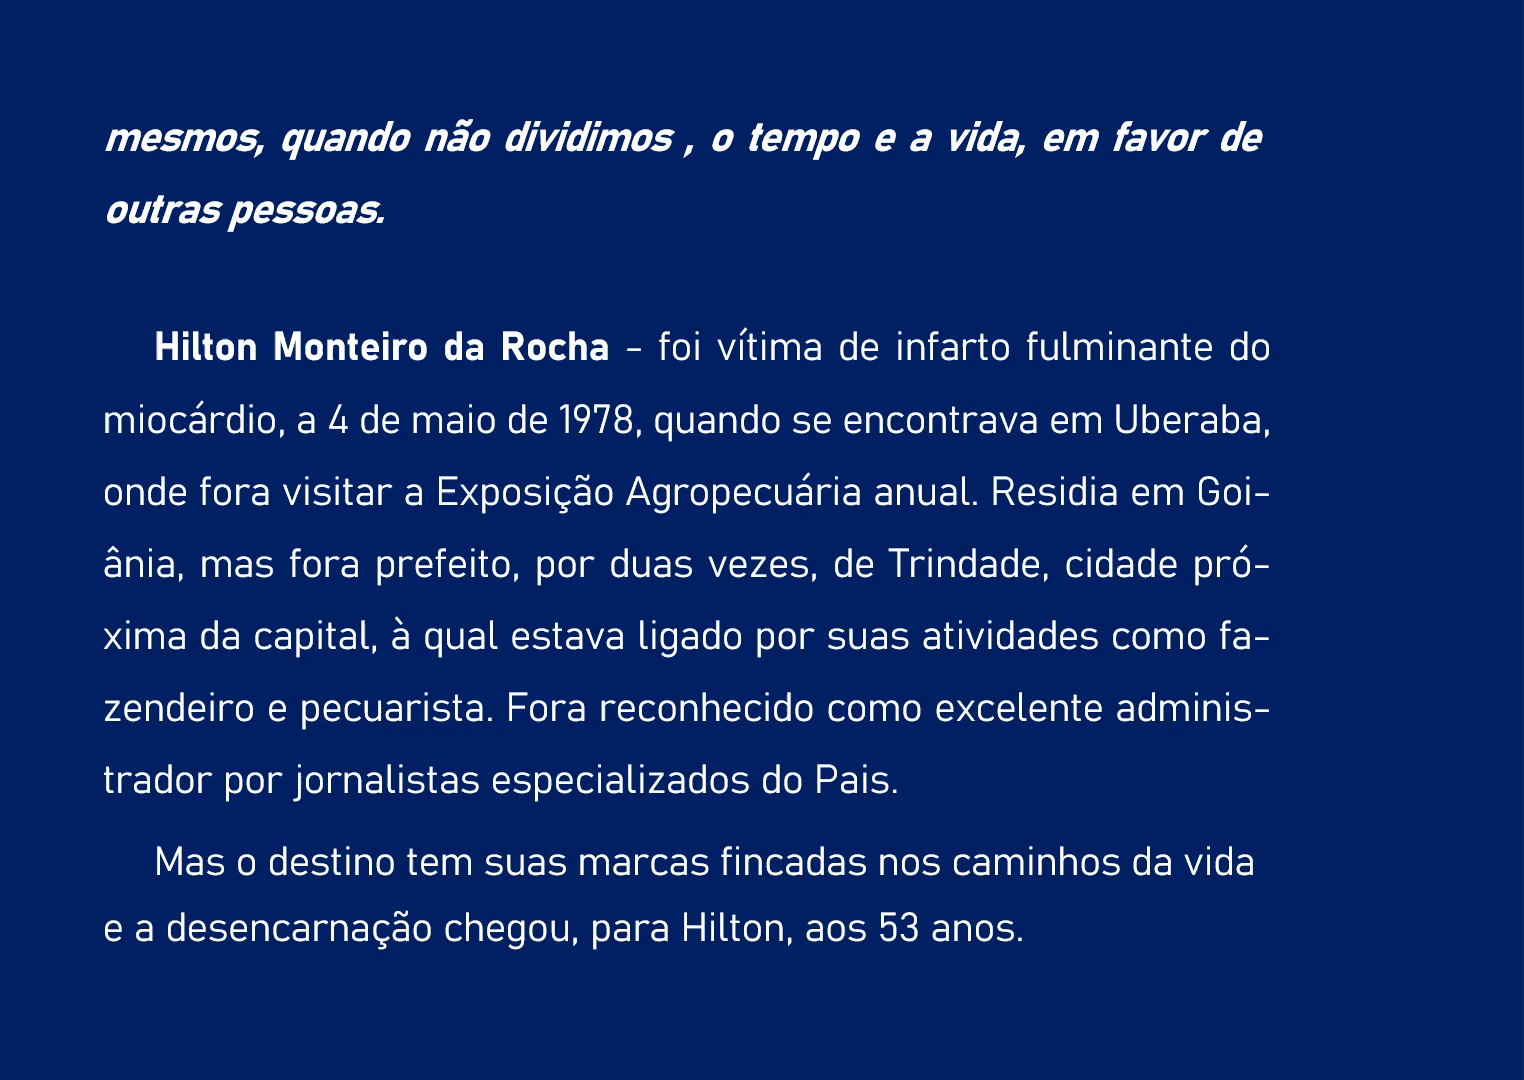 mesmos, quando não dividimos , o tempo e a vida, em favor de
outras pessoas.
Hilton Monteiro da Rocha - foi vítima de infarto fulminante do
miocárdio, a 4 de maio de 1978, quando se encontrava em Uberaba,
onde fora visitar a Exposição Agropecuária anual. Residia em Goi-
ânia, mas fora prefeito, por duas vezes, de Trindade, cidade pró-
xima da capital, à qual estava ligado por suas atividades como fa-
zendeiro e pecuarista. Fora reconhecido como excelente adminis-
trador por jornalistas especializados do Pais.
Mas o destino tem suas marcas fincadas nos caminhos da vida
e a desencarnação chegou, para Hilton, aos 53 anos.